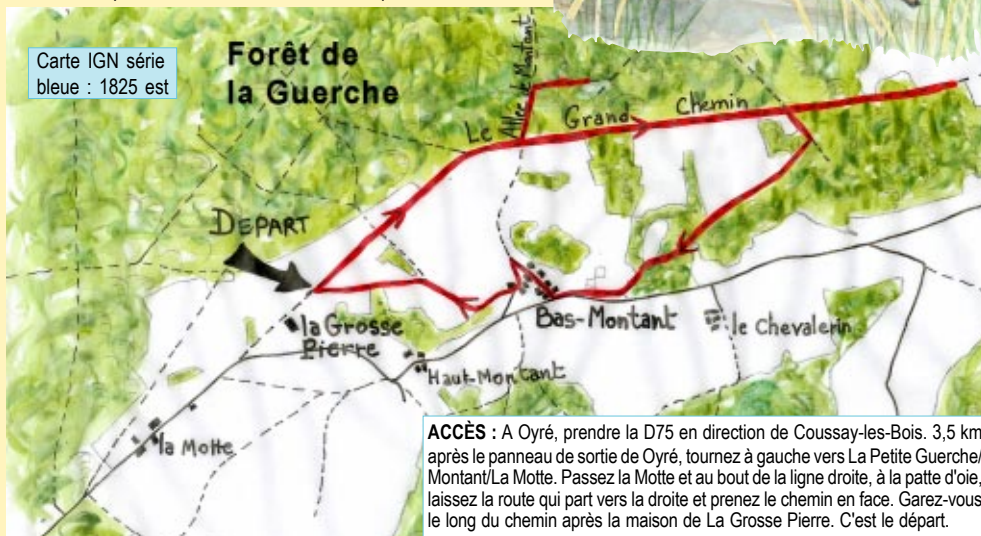 Carte IGN série
bleue : 1825 est
Forêt de
la Guerche
Le Grand Chemin
Allée de Montant
DEPART
la Grosse
Pierre
Bas-Montant
le Chevalerin
Haut-Montant
la Motte
ACCÈS : A Oyré, prendre la D75 en direction de Coussay-les-Bois. 3,5 km
après le panneau de sortie de Oyré, tournez à gauche vers La Petite Guerche/
Montant/La Motte. Passez la Motte et au bout de la ligne droite, à la patte d'oie,
laissez la route qui part vers la droite et prenez le chemin en face. Garez-vous
le long du chemin après la maison de La Grosse Pierre. C'est le départ.